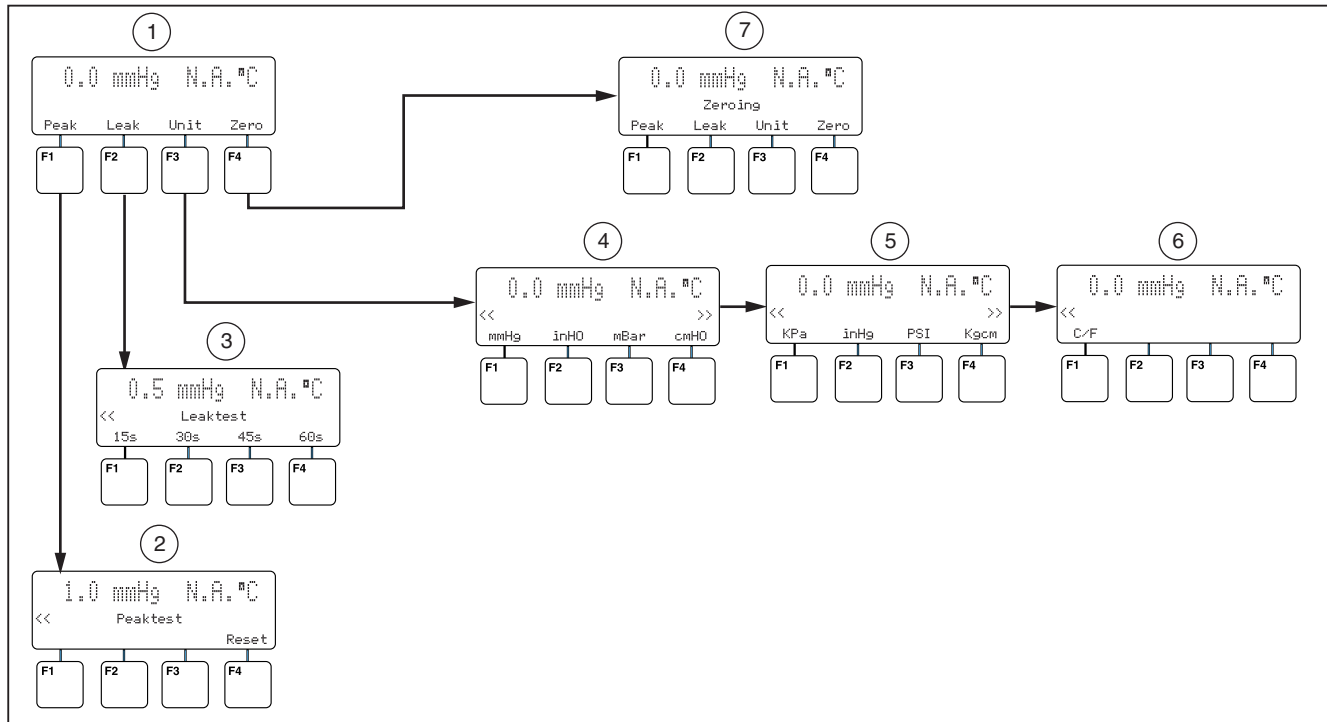 1
0.0 mmHg N.A.°C
Peak Leak Unit Zero
F1 F2 F3 F4
7
0.0 mmHg N.A.°C
Zeroing
Peak Leak Unit Zero
F1 F2 F3 F4
4
0.0 mmHg N.A.°C
<< >>
mmHg inHO mBar cmHO
F1 F2 F3 F4
5
0.0 mmHg N.A.°C
<< >>
KPa inHg PSI Kgcm
F1 F2 F3 F4
6
0.0 mmHg N.A.°C
<<
C/F
F1 F2 F3 F4
3
0.5 mmHg N.A.°C
<< Leaktest
15s 30s 45s 60s
F1 F2 F3 F4
2
1.0 mmHg N.A.°C
<< Peaktest
Reset
F1 F2 F3 F4